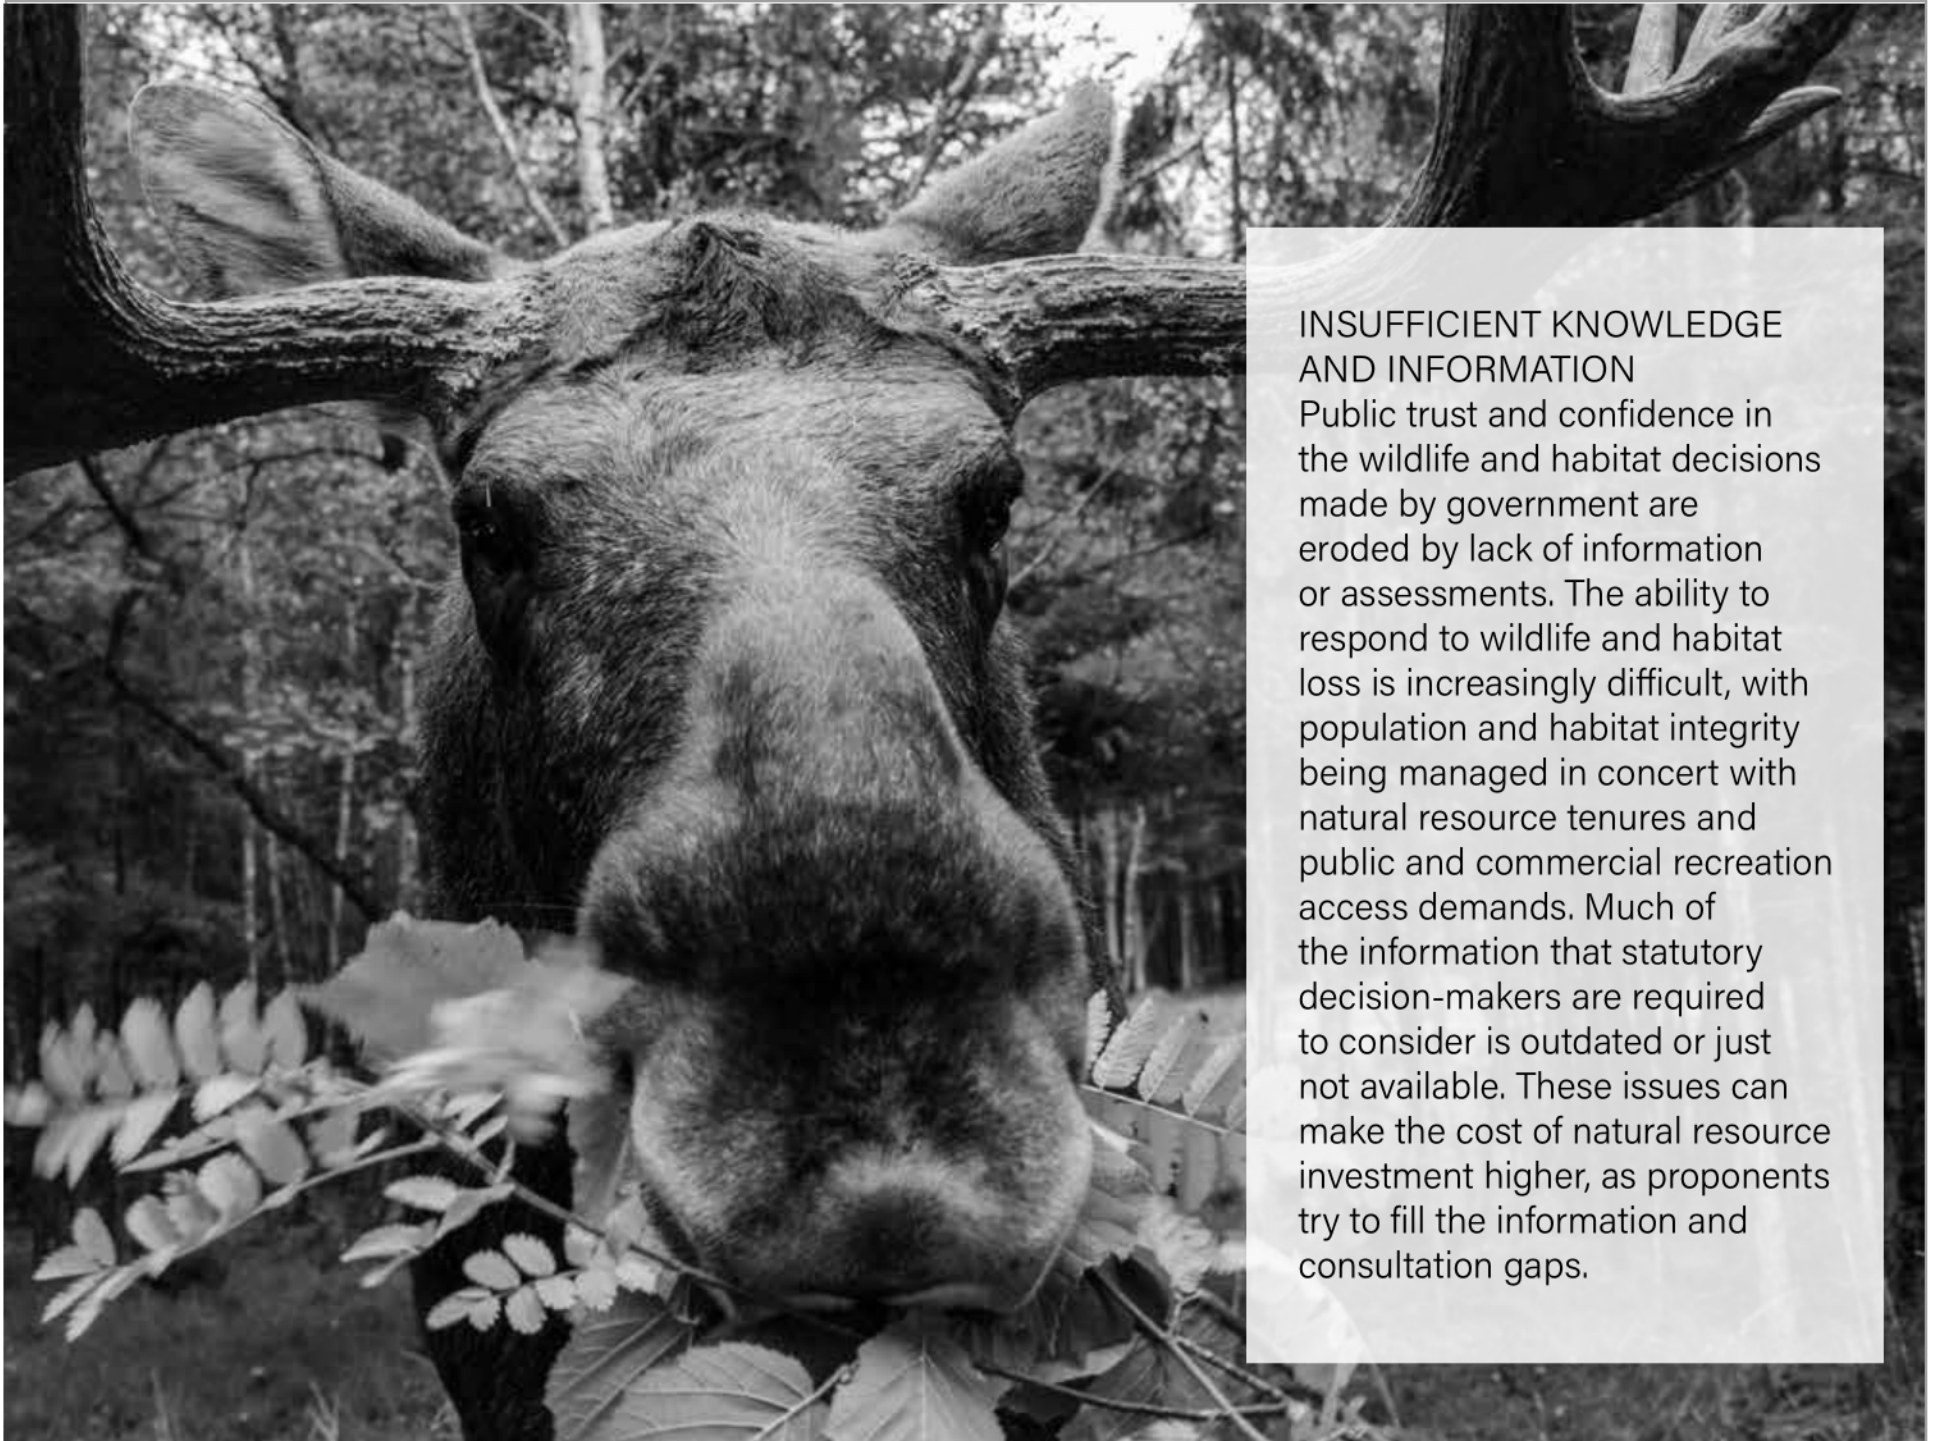 INSUFFICIENT KNOWLEDGE
AND INFORMATION
Public trust and confidence in
the wildlife and habitat decisions
made by government are
eroded by lack of information
or assessments. The ability to
respond to wildlife and habitat
loss is increasingly difficult, with
population and habitat integrity
being managed in concert with
natural resource tenures and
public and commercial recreation
access demands. Much of
the information that statutory
decision-makers are required
to consider is outdated or just
not available. These issues can
make the cost of natural resource
investment higher, as proponents
try to fill the information and
consultation gaps.